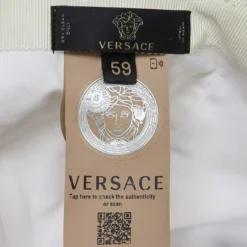 VERSACE
59
VERSACE
Tap here to check the authenticity
or scan